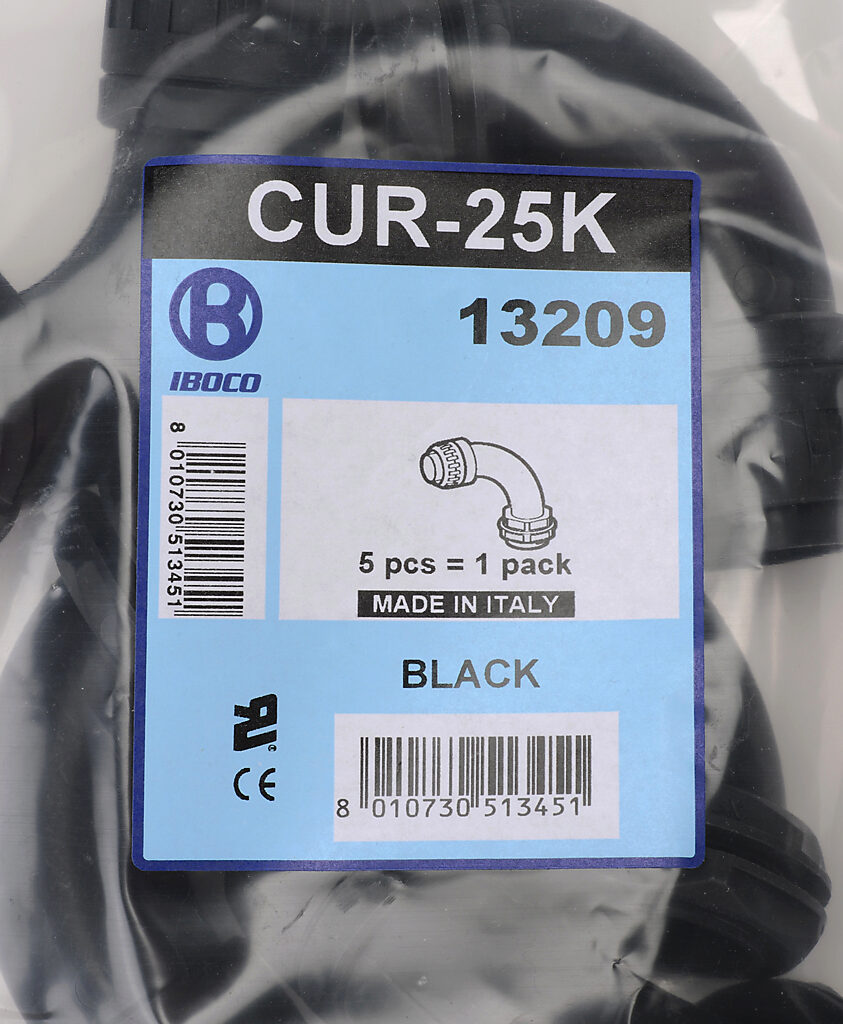 CUR-25K
13209
IBOCO
8 010730 513451
5 pcs = 1 pack
MADE IN ITALY
BLACK
CE
8 010730 513451